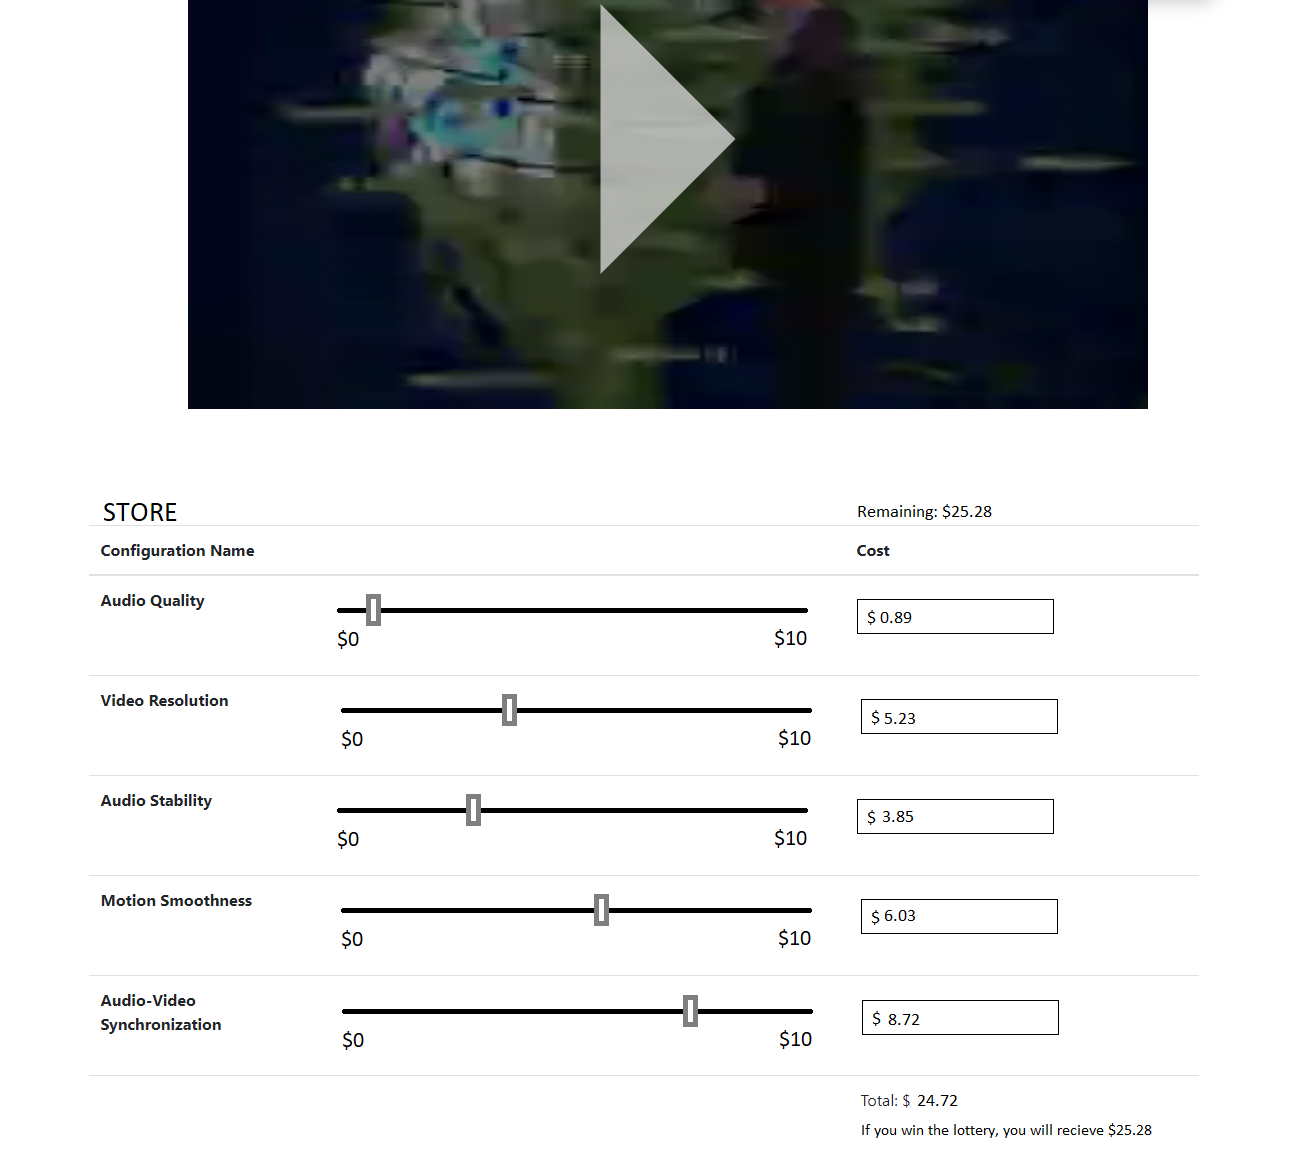 STORE Remaining: $25.28
Configuration Name Cost
Audio Quality
$ 0.89
$0 $10
Video Resolution
$ 5.23
$0 $10
Audio Stability
$ 3.85
$0 $10
Motion Smoothness
$ 6.03
$0 $10
Audio-Video
Synchronization
$ 8.72
$0 $10
Total: $ 24.72
If you win the lottery, you will recieve $25.28